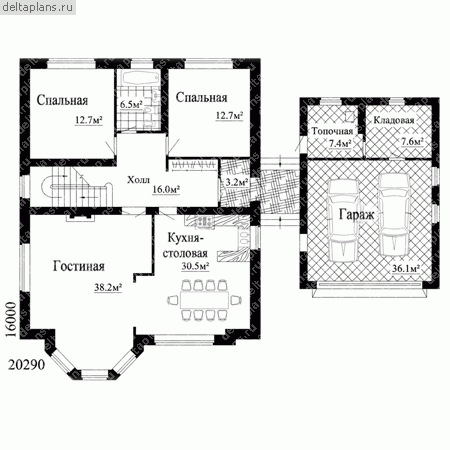 deltaplans.ru
Спальная
12.7м²
6.5м²
Спальная
12.7м²
Топочная
7.4м²
Кладовая
7.6м²
Холл
16.0м²
3.2м²
Гараж
36.1м²
Гостиная
38.2м²
Кухня-
столовая
30.5м²
16000
20290